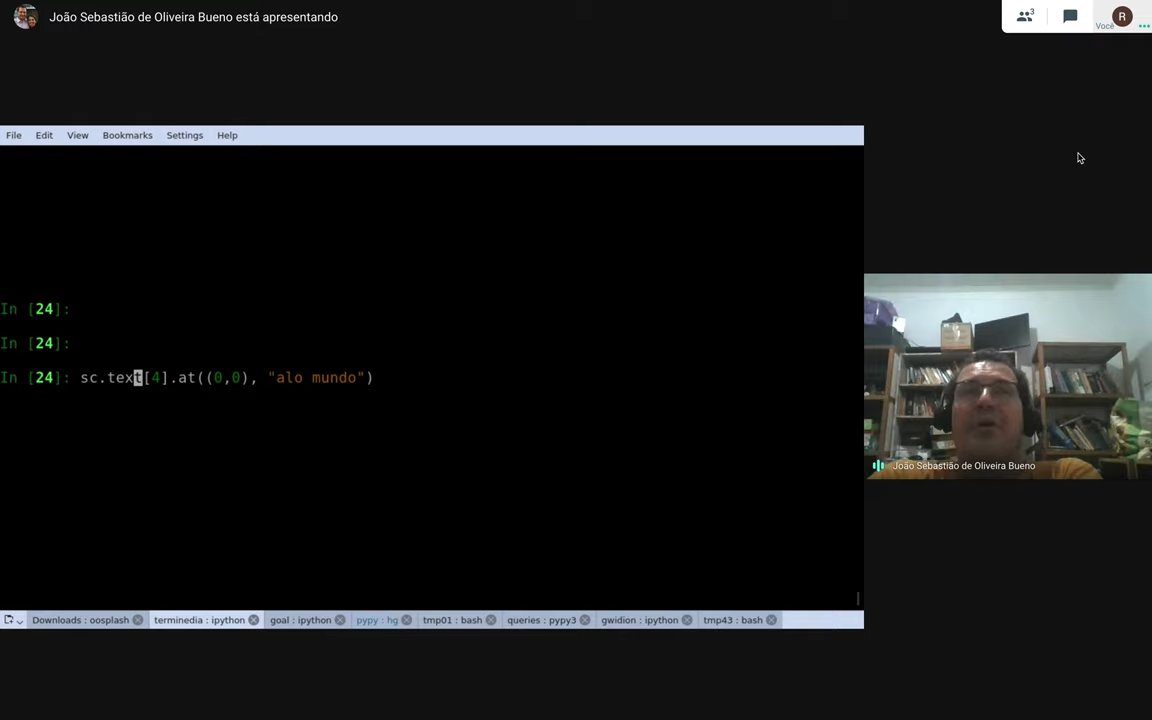 João Sebastião de Oliveira Bueno está apresentando
3
Você
R
File Edit View Bookmarks Settings Help
In [24]:
In [24]:
In [24]: sc.text[4].at((0,0), "alo mundo")
João Sebastião de Oliveira Bueno
Downloads : oosplash terminedia : ipython goal : ipython pypy : hg tmp01 : bash queries : pypy3 gwidion : ipython tmp43 : bash